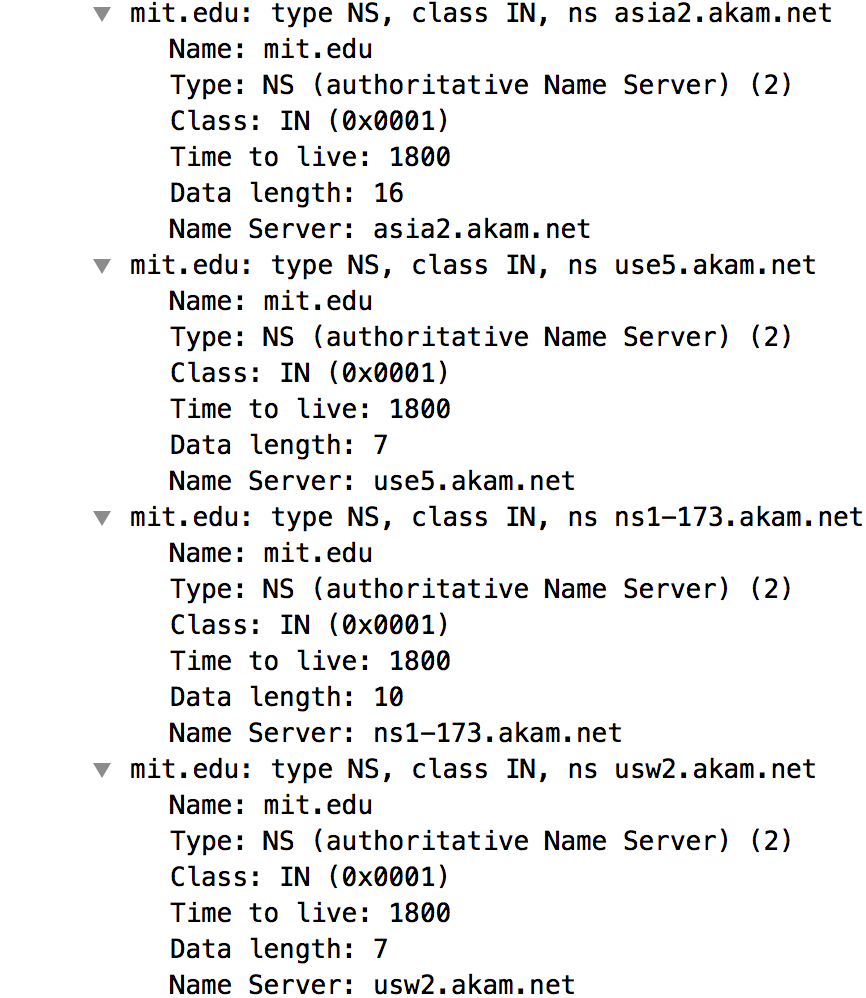 mit.edu: type NS, class IN, ns asia2.akam.net
Name: mit.edu
Type: NS (authoritative Name Server) (2)
Class: IN (0x0001)
Time to live: 1800
Data length: 16
Name Server: asia2.akam.net
mit.edu: type NS, class IN, ns use5.akam.net
Name: mit.edu
Type: NS (authoritative Name Server) (2)
Class: IN (0x0001)
Time to live: 1800
Data length: 7
Name Server: use5.akam.net
mit.edu: type NS, class IN, ns ns1-173.akam.net
Name: mit.edu
Type: NS (authoritative Name Server) (2)
Class: IN (0x0001)
Time to live: 1800
Data length: 10
Name Server: ns1-173.akam.net
mit.edu: type NS, class IN, ns usw2.akam.net
Name: mit.edu
Type: NS (authoritative Name Server) (2)
Class: IN (0x0001)
Time to live: 1800
Data length: 7
Name Server: usw2.akam.net